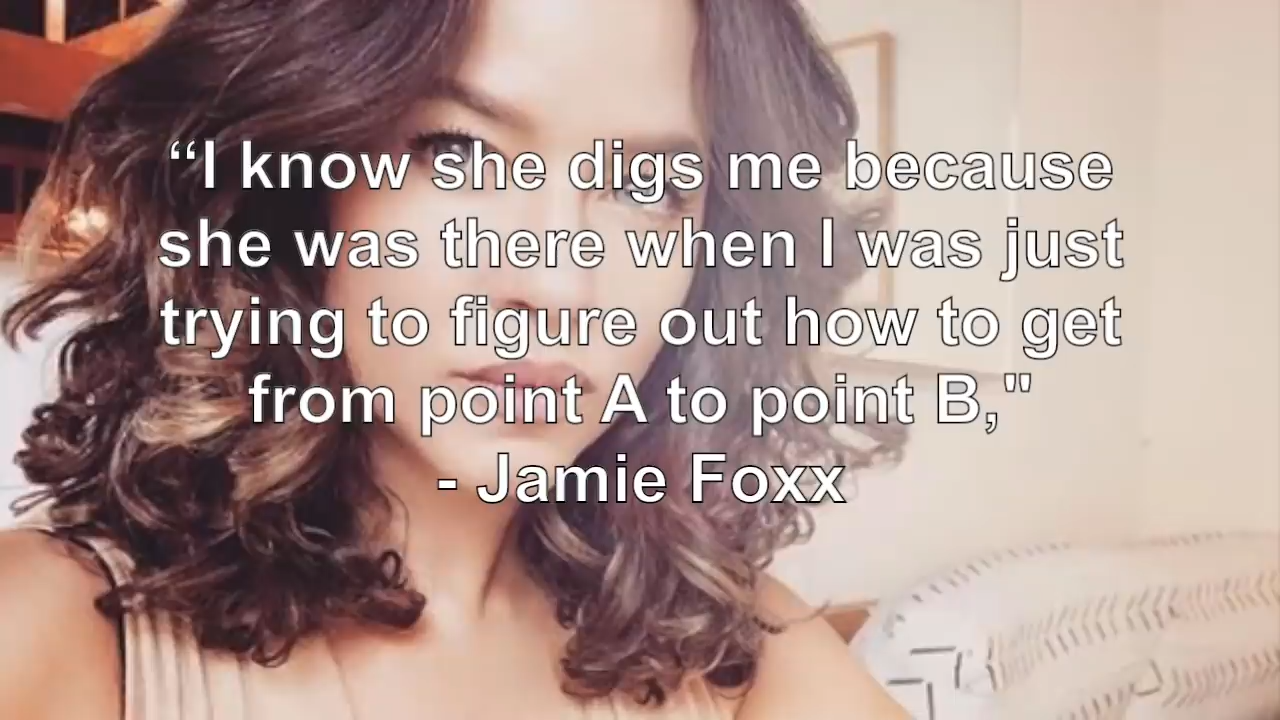 “I know she digs me because
she was there when I was just
trying to figure out how to get
from point A to point B,"
- Jamie Foxx